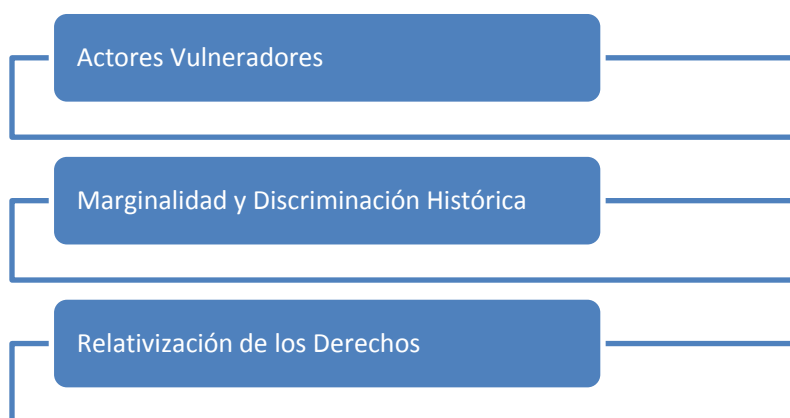 Actores Vulneradores
Marginalidad y Discriminación Histórica
Relativización de los Derechos